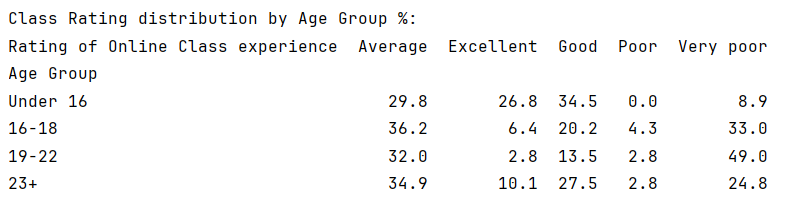 Class Rating distribution by Age Group %:
Rating of Online Class experience  Average  Excellent  Good  Poor  Very poor
Age Group
Under 16                              29.8       26.8  34.5   0.0        8.9
16-18                                 36.2        6.4  20.2   4.3       33.0
19-22                                 32.0        2.8  13.5   2.8       49.0
23+                                   34.9       10.1  27.5   2.8       24.8